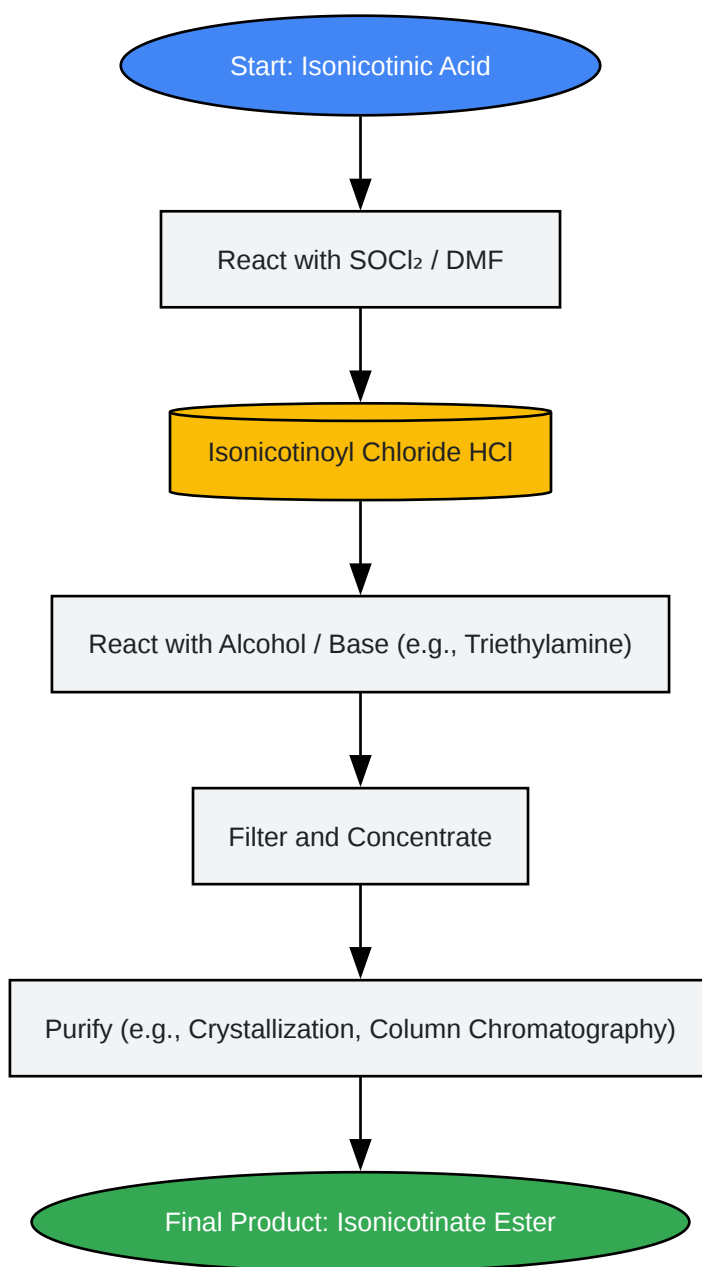 Start: Isonicotinic Acid
React with SOCl₂ / DMF
Isonicotinoyl Chloride HCl
React with Alcohol / Base (e.g., Triethylamine)
Filter and Concentrate
Purify (e.g., Crystallization, Column Chromatography)
Final Product: Isonicotinate Ester